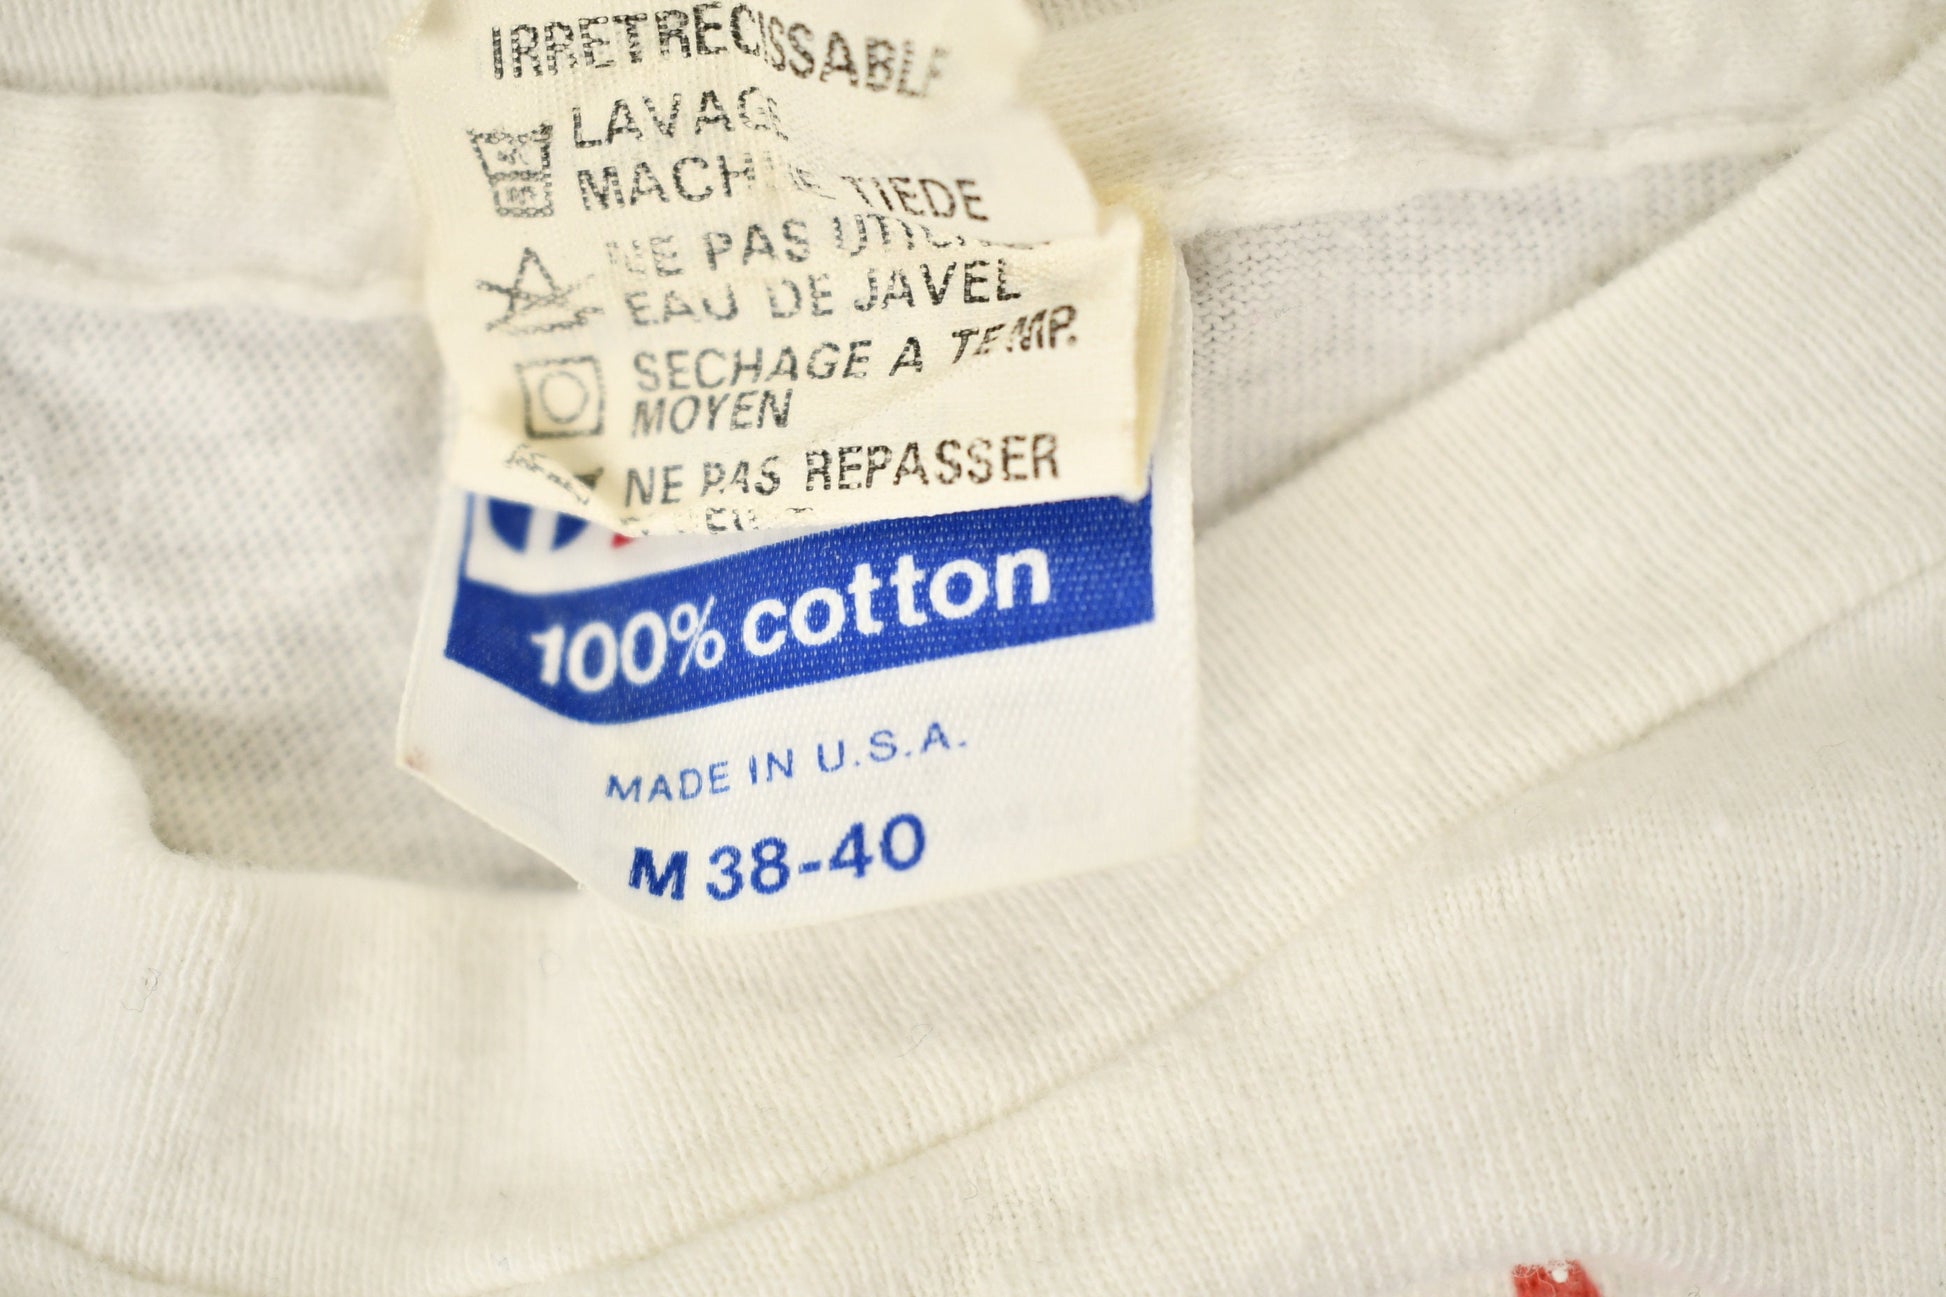 IRRETRECISSABLE
LAVAGE
MACHINE TIEDE
NE PAS UTILISER
EAU DE JAVEL
SECHAGE A TEMP.
MOYEN
NE PAS REPASSER
100% cotton
MADE IN U.S.A.
M 38-40